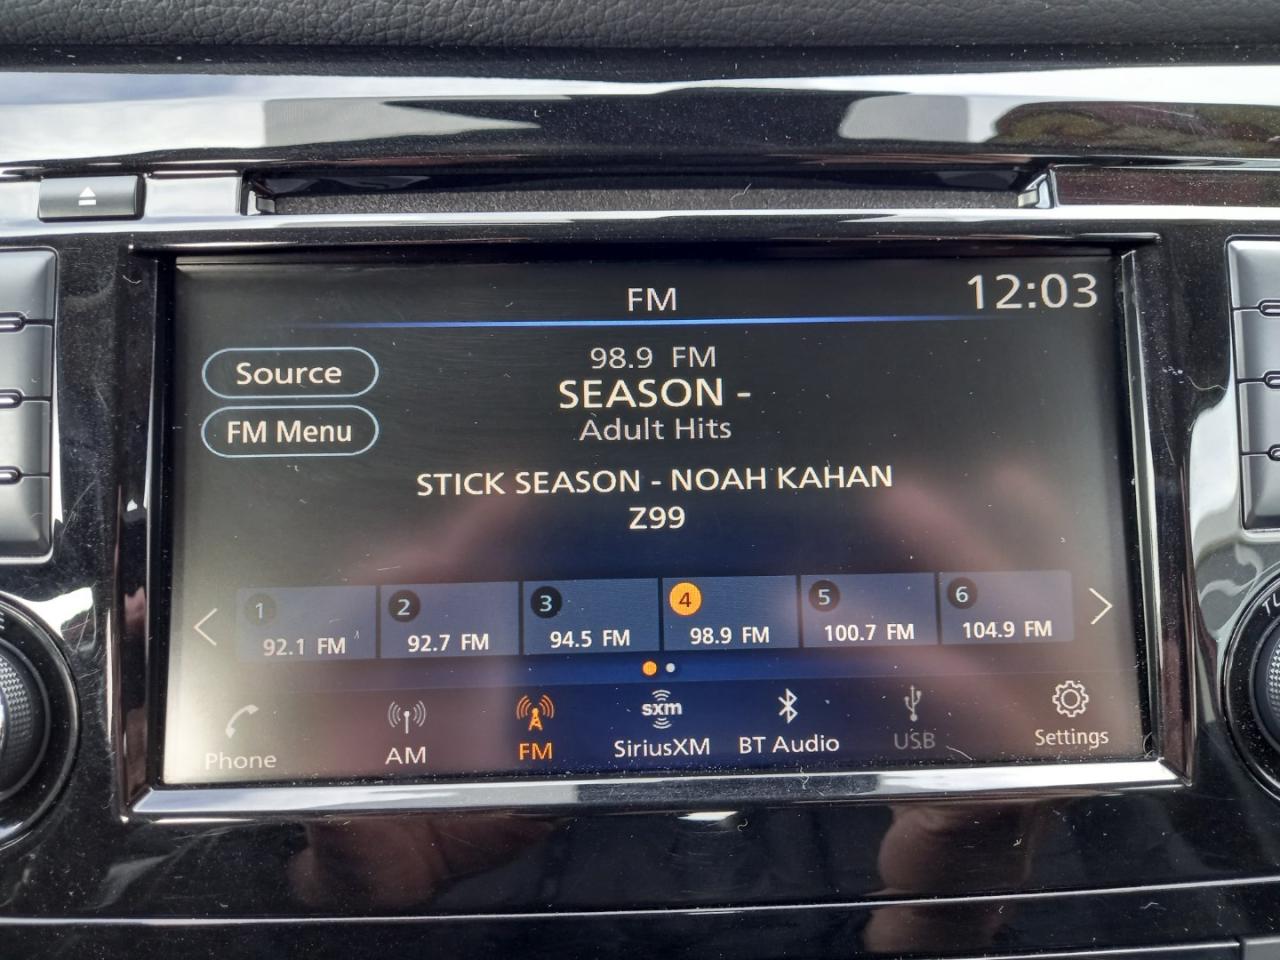 FM
12:03
Source
FM Menu
98.9 FM
SEASON -
Adult Hits
STICK SEASON - NOAH KAHAN
Z99
1
92.1 FM
2
92.7 FM
3
94.5 FM
4
98.9 FM
5
100.7 FM
6
104.9 FM
Phone
AM
FM
sxm
SiriusXM
BT Audio
USB
Settings